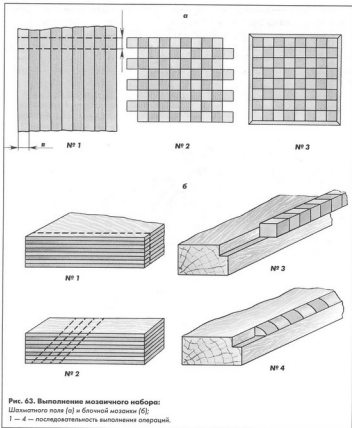 а
в
№ 1
№ 2
№ 3
б
№ 1
№ 3
№ 2
№ 4
Рис. 63. Выполнение мозаичного набора:
Шахматного поля (а) и блочной мозаики (б);
1 — 4 — последовательность выполнения операций.